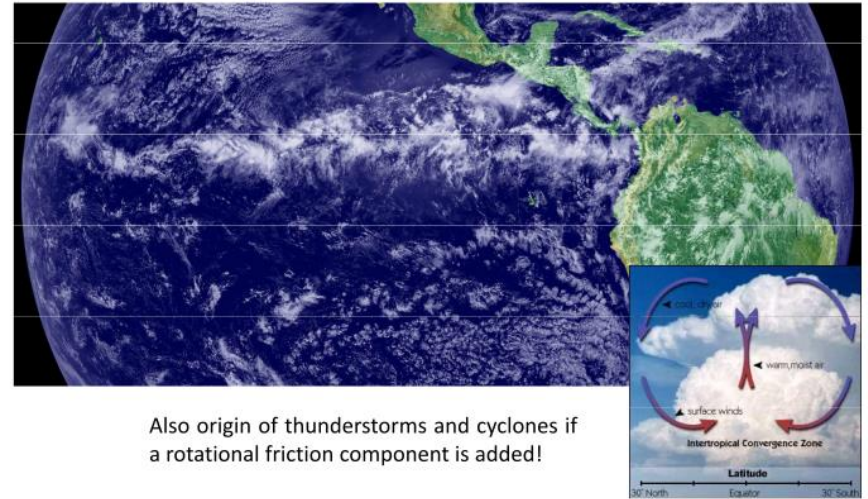 cool, dry air
warm, moist air
surface winds
Intertropical Convergence Zone
Latitude
30° North Equator 30° South
Also origin of thunderstorms and cyclones if
a rotational friction component is added!